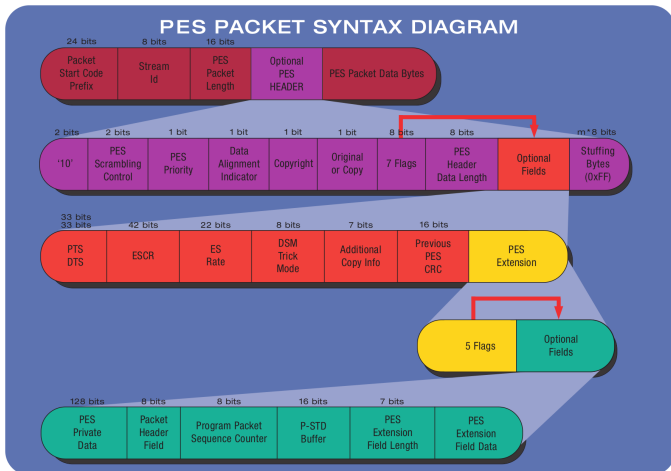 PES PACKET SYNTAX DIAGRAM
24 bits 8 bits 16 bits
Packet
Start Code
Prefix
Stream
Id
PES
Packet
Length
Optional
PES
HEADER
PES Packet Data Bytes
2 bits 2 bits 1 bit 1 bit 1 bit 1 bit 8 bits 8 bits m*8 bits
'10'
PES
Scrambling
Control
PES
Priority
Data
Alignment
Indicator
Copyright
Original
or Copy
7 Flags
PES
Header
Data Length
Optional
Fields
Stuffing
Bytes
(0xFF)
33 bits
33 bits 42 bits 22 bits 8 bits 7 bits 16 bits
PTS
DTS
ESCR
ES
Rate
DSM
Trick
Mode
Additional
Copy Info
Previous
PES
CRC
PES
Extension
5 Flags
Optional
Fields
128 bits 8 bits 8 bits 16 bits 7 bits
PES
Private
Data
Packet
Header
Field
Program Packet
Sequence Counter
P-STD
Buffer
PES
Extension
Field Length
PES
Extension
Field Data